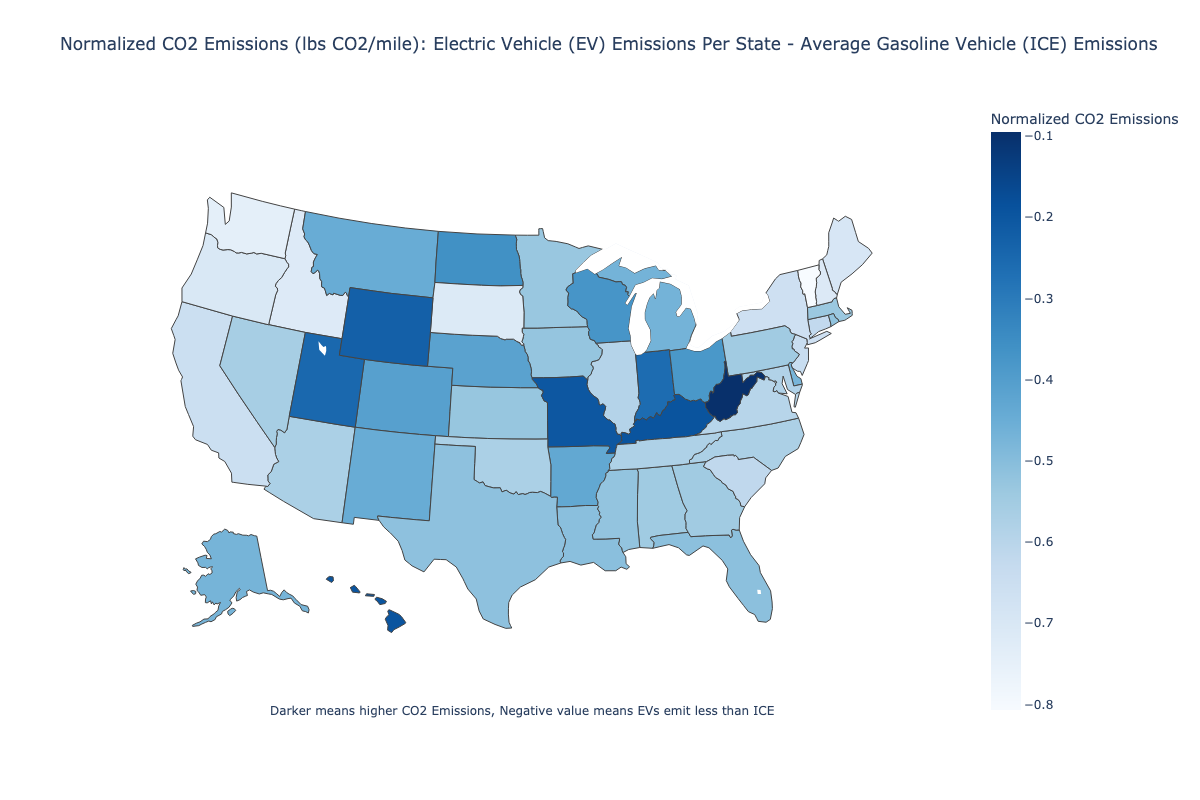 Normalized CO2 Emissions (lbs CO2/mile): Electric Vehicle (EV) Emissions Per State - Average Gasoline Vehicle (ICE) Emissions
Normalized CO2 Emissions
−0.1
−0.2
−0.3
−0.4
−0.5
−0.6
−0.7
−0.8
Darker means higher CO2 Emissions, Negative value means EVs emit less than ICE